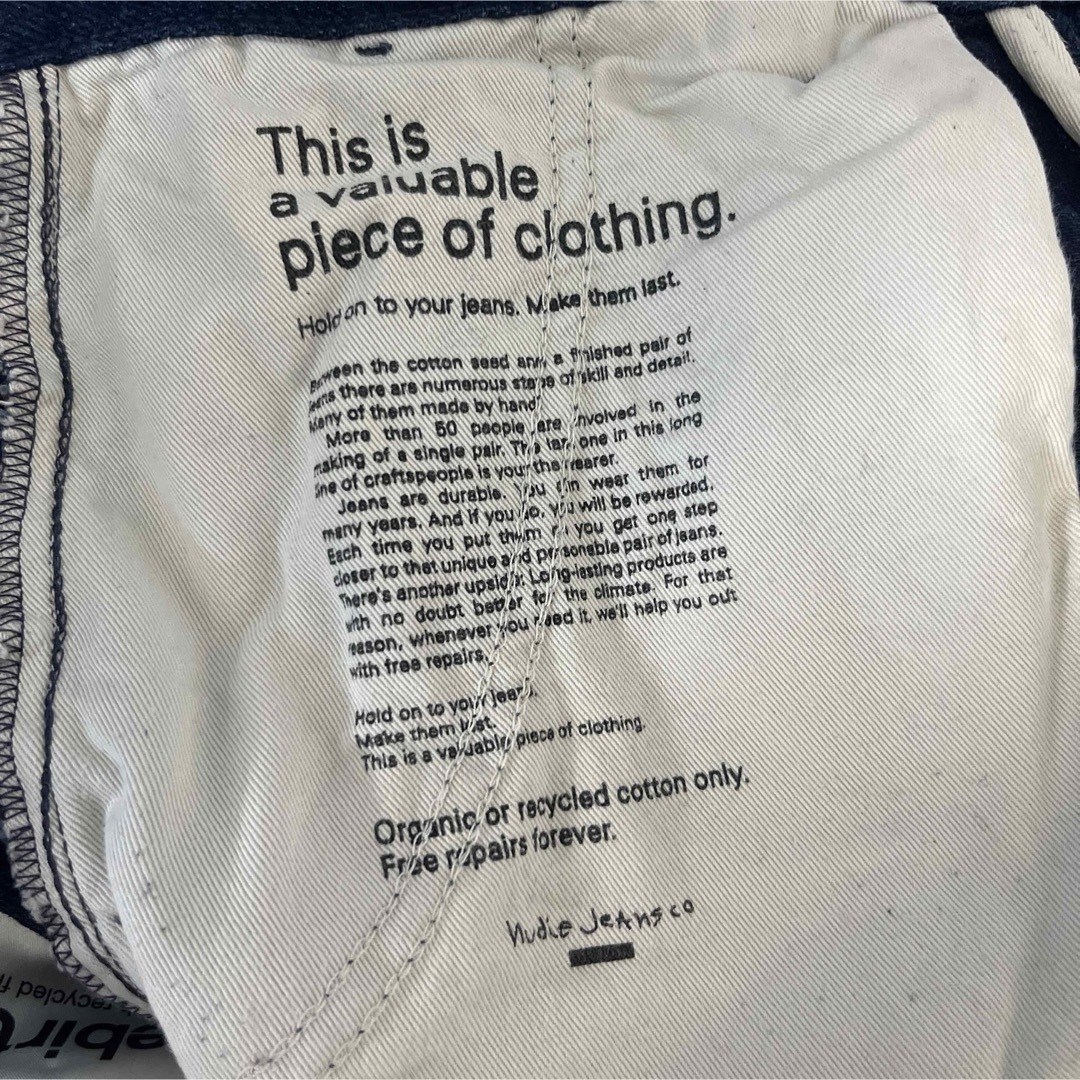 This is
a valuable
piece of clothing.
Hold on to your jeans. Make them last.
Between the cotton seed and a finished pair of
jeans there are numerous steps of skill and detail.
Many of them made by hand.
More than 50 people are involved in the
making of a single pair. The last one in this long
line of craftspeople is you: the wearer.
Jeans are durable. You can wear them for
many years. And if you do, you will be rewarded.
Each time you put them on you get one step
closer to that unique and personable pair of jeans.
There's another upside: Long-lasting products are
with no doubt better for the climate. For that
reason, whenever you need it, we'll help you out
with free repairs.
Hold on to your jeans.
Make them last.
This is a valuable piece of clothing.
Organic or recycled cotton only.
Free repairs forever.
Nudie Jeans co
recycled
ebir